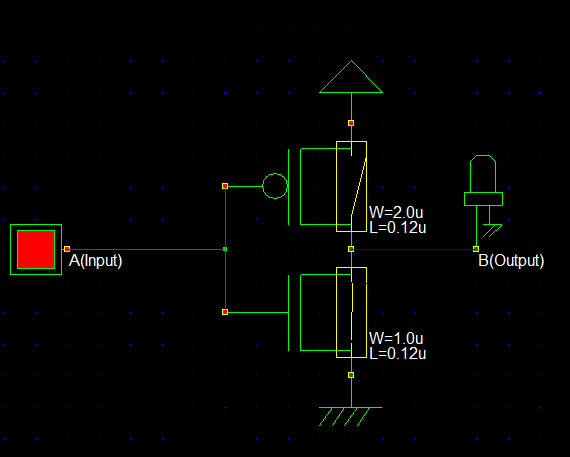 W=2.0u
L=0.12u
A(Input)
B(Output)
W=1.0u
L=0.12u